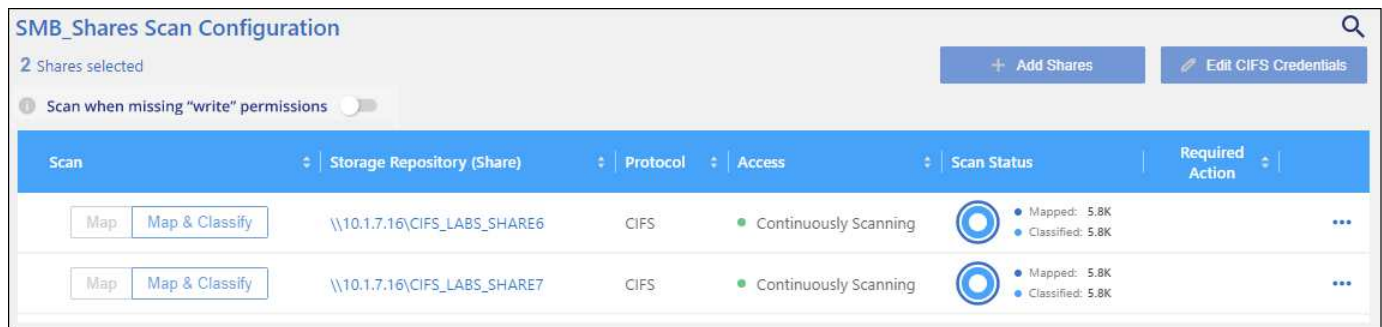 SMB_Shares Scan Configuration
2 Shares selected
+ Add Shares
Edit CIFS Credentials
Scan when missing “write” permissions
Scan
Storage Repository (Share)
Protocol
Access
Scan Status
Required
Action
Map
Map & Classify
\\10.1.7.16\CIFS_LABS_SHARE6
CIFS
Continuously Scanning
Mapped: 5.8K
Classified: 5.8K
Map
Map & Classify
\\10.1.7.16\CIFS_LABS_SHARE7
CIFS
Continuously Scanning
Mapped: 5.8K
Classified: 5.8K